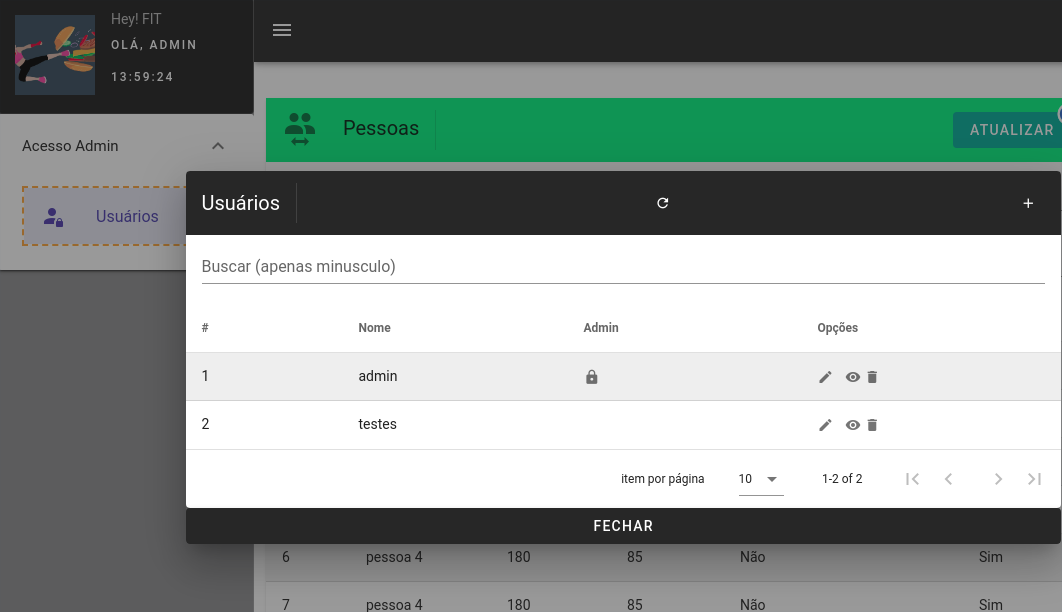 Hey! FIT
OLÁ, ADMIN
13:59:24
Acesso Admin
Usuários
Pessoas
ATUALIZAR
Usuários
+
Buscar (apenas minusculo)
# Nome Admin Opções
1 admin
2 testes
item por página 10 1-2 of 2
FECHAR
6 pessoa 4 180 85 Não Sim
7 pessoa 4 180 85 Não Sim